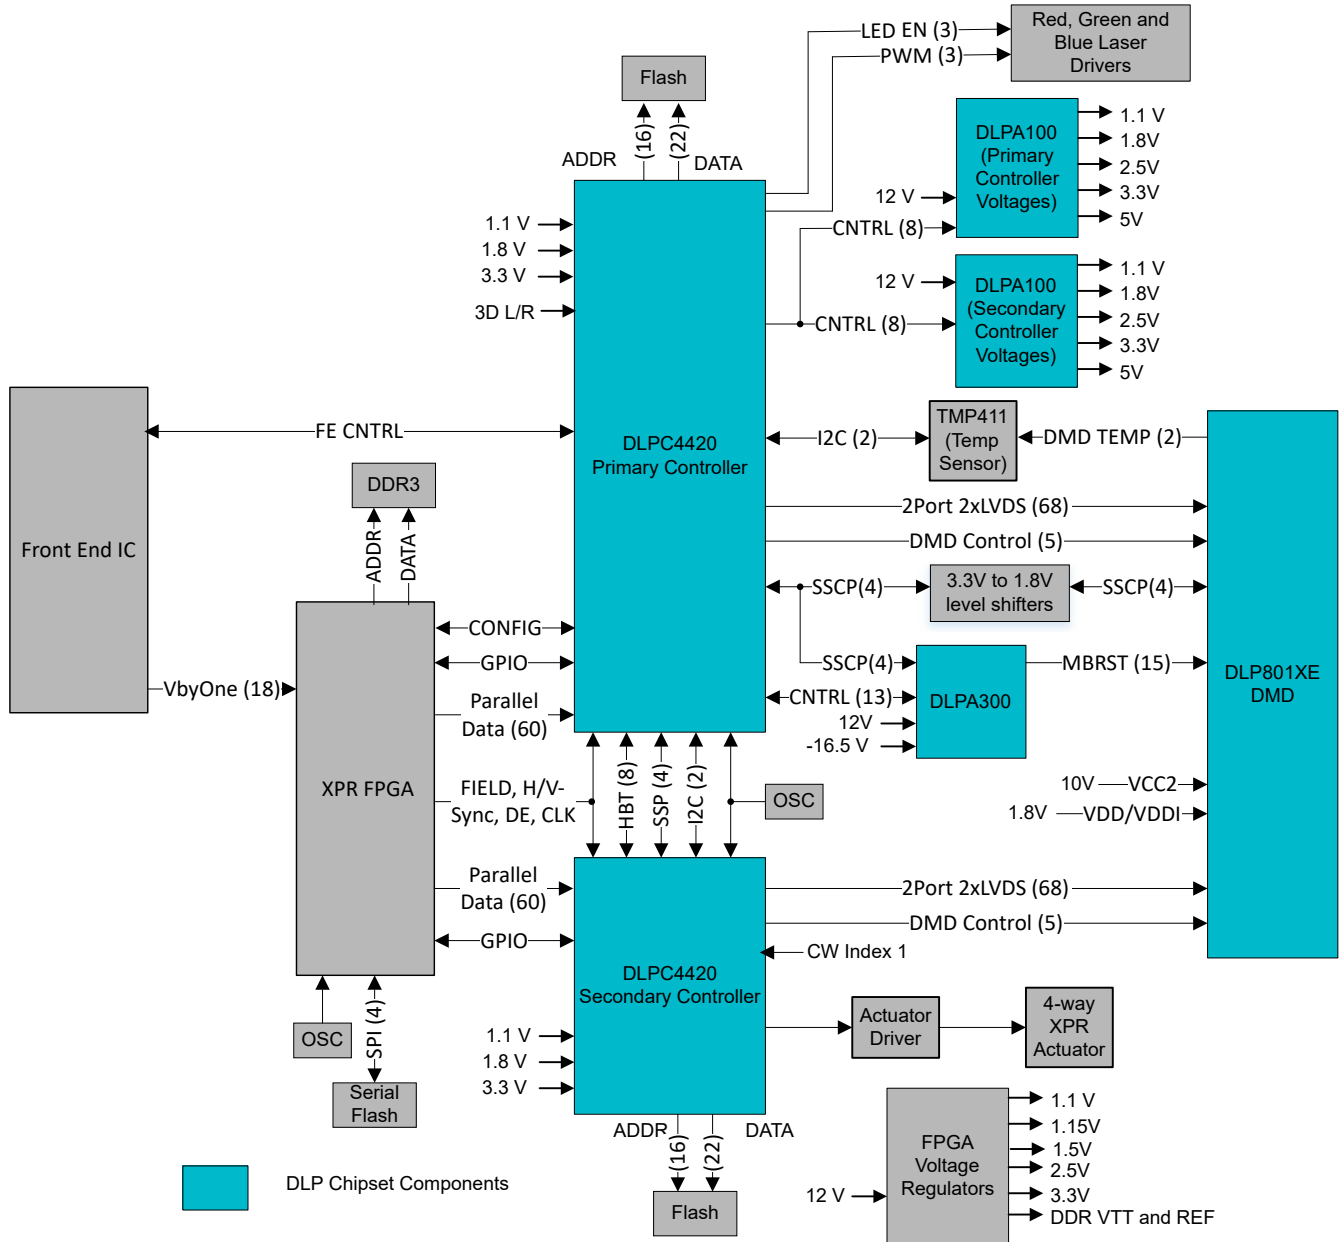 LED EN (3)
PWM (3)
Red, Green and
Blue Laser
Drivers
Flash
(16)
(22)
ADDR
DATA
DLPA100
(Primary
Controller
Voltages)
12 V
CNTRL (8)
1.1 V
1.8V
2.5V
3.3V
5V
1.1 V
1.8 V
3.3 V
3D L/R
12 V
CNTRL (8)
DLPA100
(Secondary
Controller
Voltages)
1.1 V
1.8V
2.5V
3.3V
5V
Front End IC
FE CNTRL
DLPC4420
Primary Controller
I2C (2)
TMP411
(Temp
Sensor)
DMD TEMP (2)
DDR3
ADDR
DATA
2Port 2xLVDS (68)
DMD Control (5)
SSCP(4)
3.3V to 1.8V
level shifters
SSCP(4)
CONFIG
GPIO
VbyOne (18)
Parallel
Data (60)
SSCP(4)
CNTRL (13)
12V
-16.5 V
DLPA300
MBRST (15)
DLP801XE
DMD
XPR FPGA
FIELD, H/V-
Sync, DE, CLK
HBT (8)
SSP (4)
I2C (2)
OSC
10V
VCC2
1.8V
VDD/VDDI
Parallel
Data (60)
GPIO
2Port 2xLVDS (68)
DMD Control (5)
CW Index 1
DLPC4420
Secondary Controller
OSC
SPI (4)
Serial
Flash
1.1 V
1.8 V
3.3 V
Actuator
Driver
4-way
XPR
Actuator
ADDR
DATA
(16)
(22)
Flash
12 V
FPGA
Voltage
Regulators
1.1 V
1.15V
1.5V
2.5V
3.3V
DDR VTT and REF
DLP Chipset Components